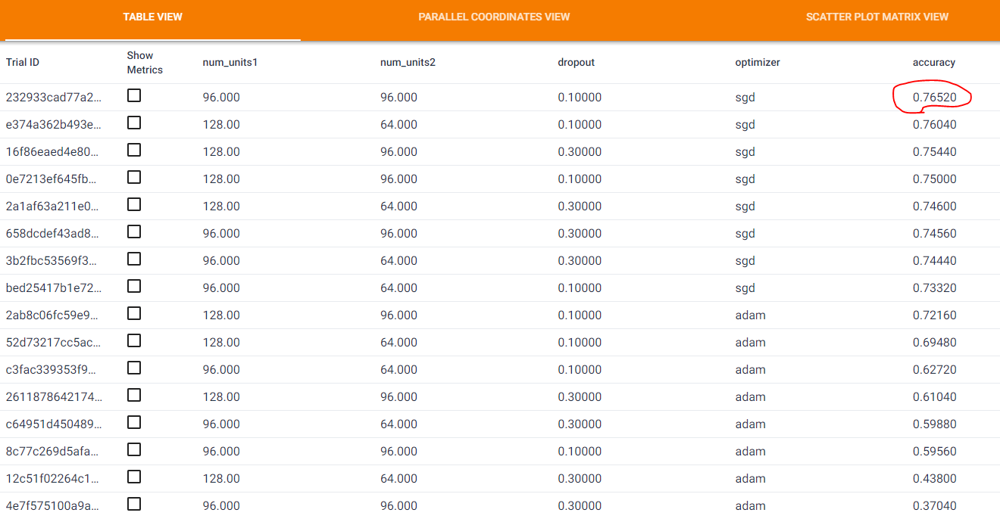 TABLE VIEW PARALLEL COORDINATES VIEW SCATTER PLOT MATRIX VIEW
Trial ID Show Metrics num_units1 num_units2 dropout optimizer accuracy
232933cad77a2... 96.000 96.000 0.10000 sgd 0.76520
e374a362b493e... 128.00 64.000 0.10000 sgd 0.76040
16f86eaed4e80... 128.00 96.000 0.30000 sgd 0.75440
0e7213ef645fb... 128.00 96.000 0.10000 sgd 0.75000
2a1af63a211e0... 128.00 64.000 0.30000 sgd 0.74600
658dcdef43ad8... 96.000 96.000 0.30000 sgd 0.74560
3b2fbc53569f3... 96.000 64.000 0.30000 sgd 0.74440
bed25417b1e72... 96.000 64.000 0.10000 sgd 0.73320
2ab8c06fc59e9... 128.00 96.000 0.10000 adam 0.72160
52d73217cc5ac... 128.00 64.000 0.10000 adam 0.69480
c3fac339353f9... 96.000 64.000 0.10000 adam 0.62720
2611878642174... 128.00 96.000 0.30000 adam 0.61040
c64951d450489... 96.000 64.000 0.30000 adam 0.59880
8c77c269d5afa... 96.000 96.000 0.10000 adam 0.59560
12c51f02264c1... 128.00 64.000 0.30000 adam 0.43800
4e7f575100a9a... 96.000 96.000 0.30000 adam 0.37040